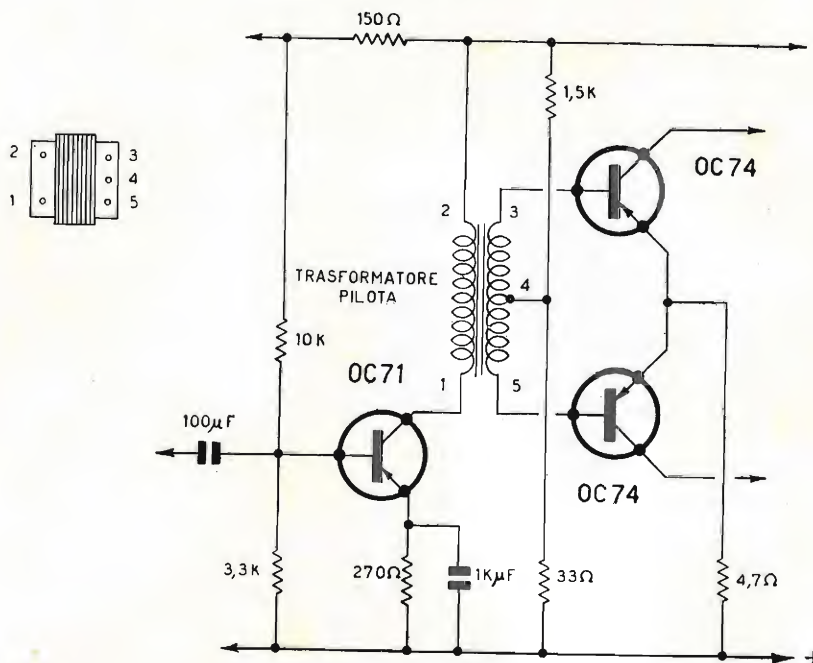 150Ω
1,5K
2 3
4
1 5
OC74
2 3
TRASFORMATORE
PILOTA
4
10K
OC71
1 5
100µF
OC74
3,3K
270Ω
1KµF
33Ω
4,7Ω
+